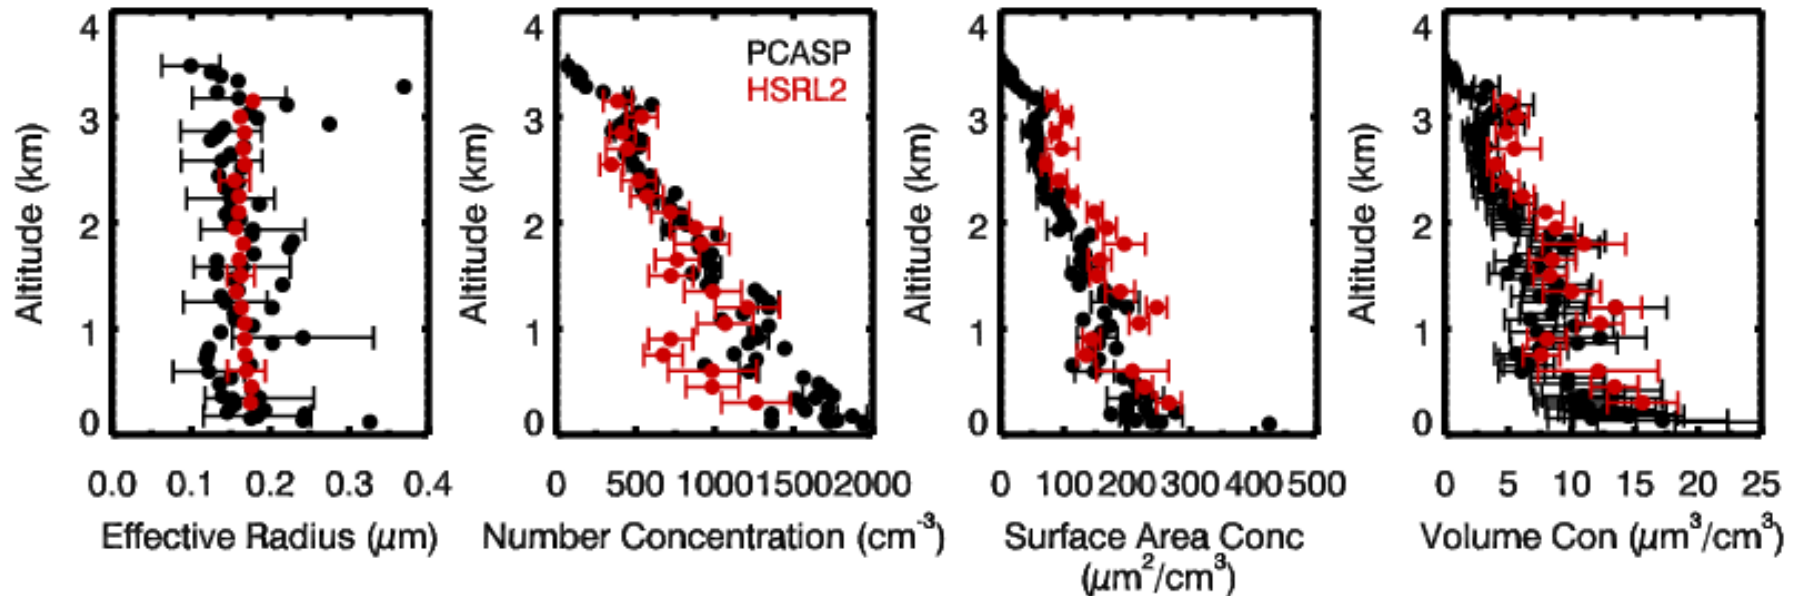 4 4 4 4
PCASP
HSRL2
3 3 3 3
Altitude (km) Altitude (km) Altitude (km) Altitude (km)
2 2 2 2
1 1 1 1
0 0 0 0
0.0 0.1 0.2 0.3 0.4 0 500 1000 1500 2000 0 100 200 300 400 500 0 5 10 15 20 25
Effective Radius (μm) Number Concentration (cm⁻³) Surface Area Conc Volume Con (μm³/cm³)
(μm²/cm³)